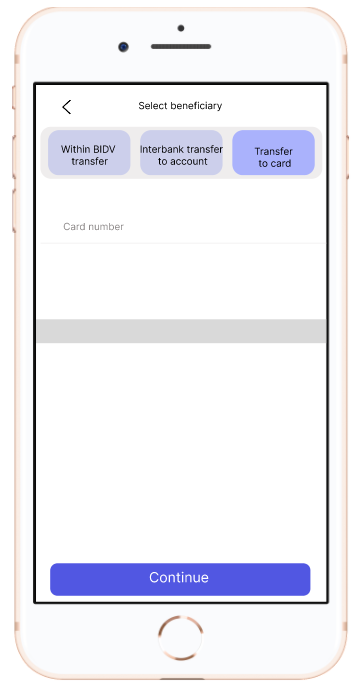 Select beneficiary
Within BIDV
transfer
Interbank transfer
to account
Transfer
to card
Card number
Continue